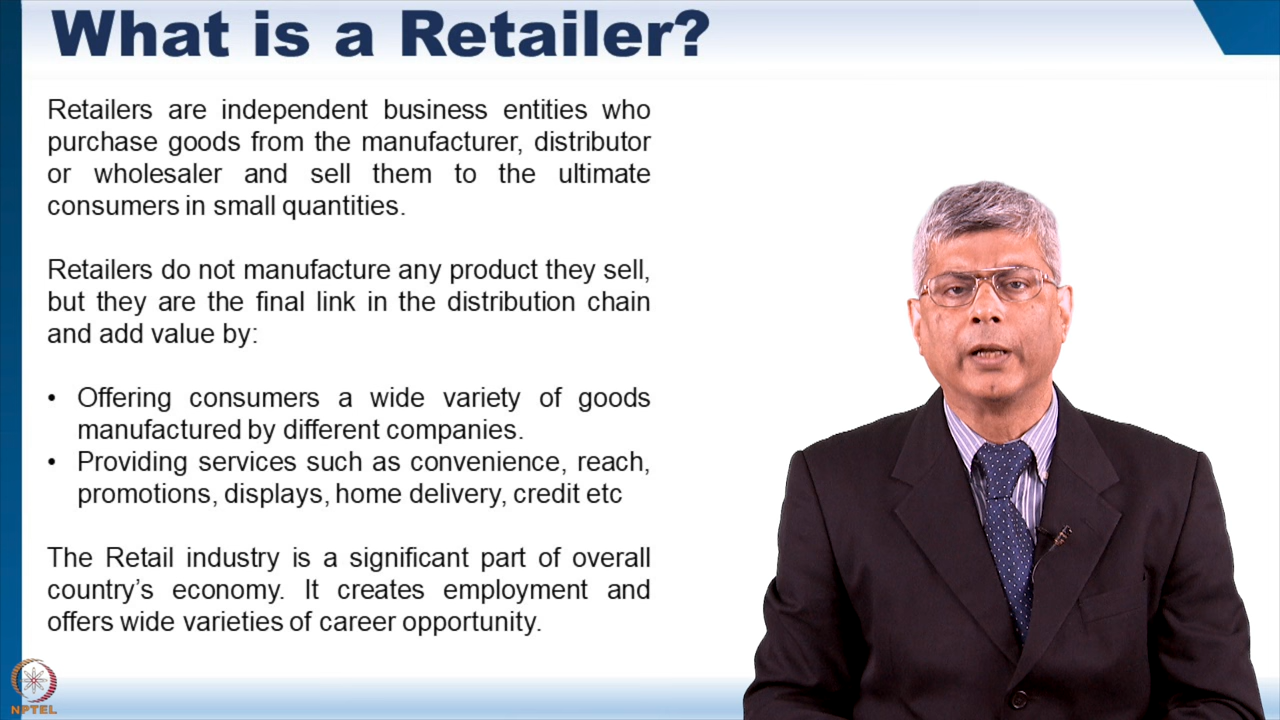 What is a Retailer?
Retailers are independent business entities who
purchase goods from the manufacturer, distributor
or wholesaler and sell them to the ultimate
consumers in small quantities.
Retailers do not manufacture any product they sell,
but they are the final link in the distribution chain
and add value by:
• Offering consumers a wide variety of goods
manufactured by different companies.
• Providing services such as convenience, reach,
promotions, displays, home delivery, credit etc
The Retail industry is a significant part of overall
country's economy. It creates employment and
offers wide varieties of career opportunity.
NPTEL